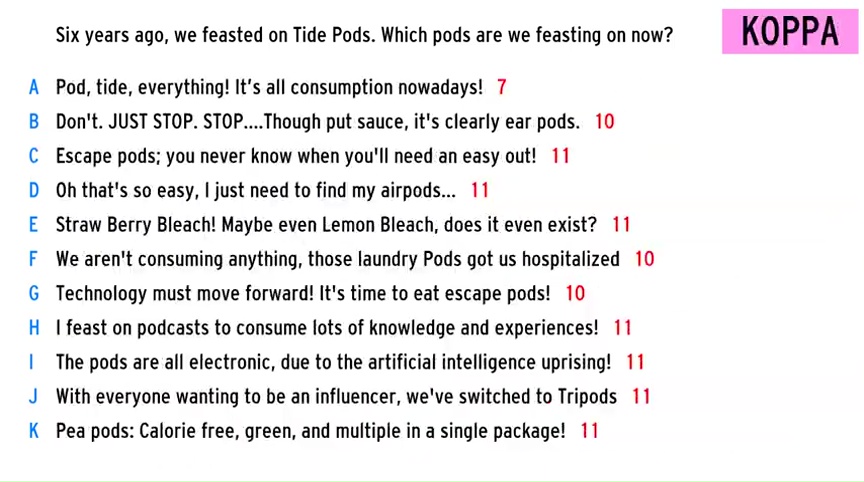 Six years ago, we feasted on Tide Pods. Which pods are we feasting on now?
KOPPA
A Pod, tide, everything! It's all consumption nowadays! 7
B Don't. JUST STOP. STOP....Though put sauce, it's clearly ear pods. 10
C Escape pods; you never know when you'll need an easy out! 11
D Oh that's so easy, I just need to find my airpods... 11
E Straw Berry Bleach! Maybe even Lemon Bleach, does it even exist? 11
F We aren't consuming anything, those laundry Pods got us hospitalized 10
G Technology must move forward! It's time to eat escape pods! 10
H I feast on podcasts to consume lots of knowledge and experiences! 11
I The pods are all electronic, due to the artificial intelligence uprising! 11
J With everyone wanting to be an influencer, we've switched to Tripods 11
K Pea pods: Calorie free, green, and multiple in a single package! 11